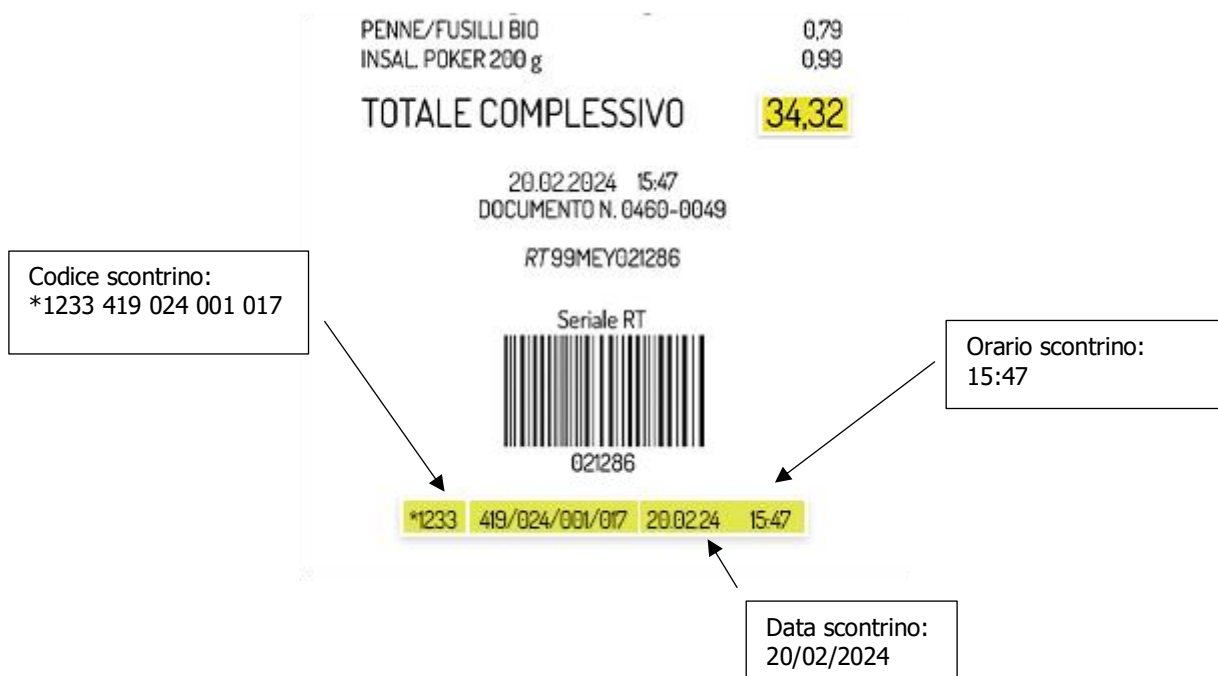 PENNE/FUSILLI BIO 0,79
INSAL. POKER 200 g 0,99
TOTALE COMPLESSIVO 34,32
20.02.2024 15:47
DOCUMENTO N. 0460-0049
RT99MEY021286
Codice scontrino:
*1233 419 024 001 017
Seriale RT
Orario scontrino:
15:47
021286
*1233 419/024/001/017 20.02.24 15:47
Data scontrino:
20/02/2024